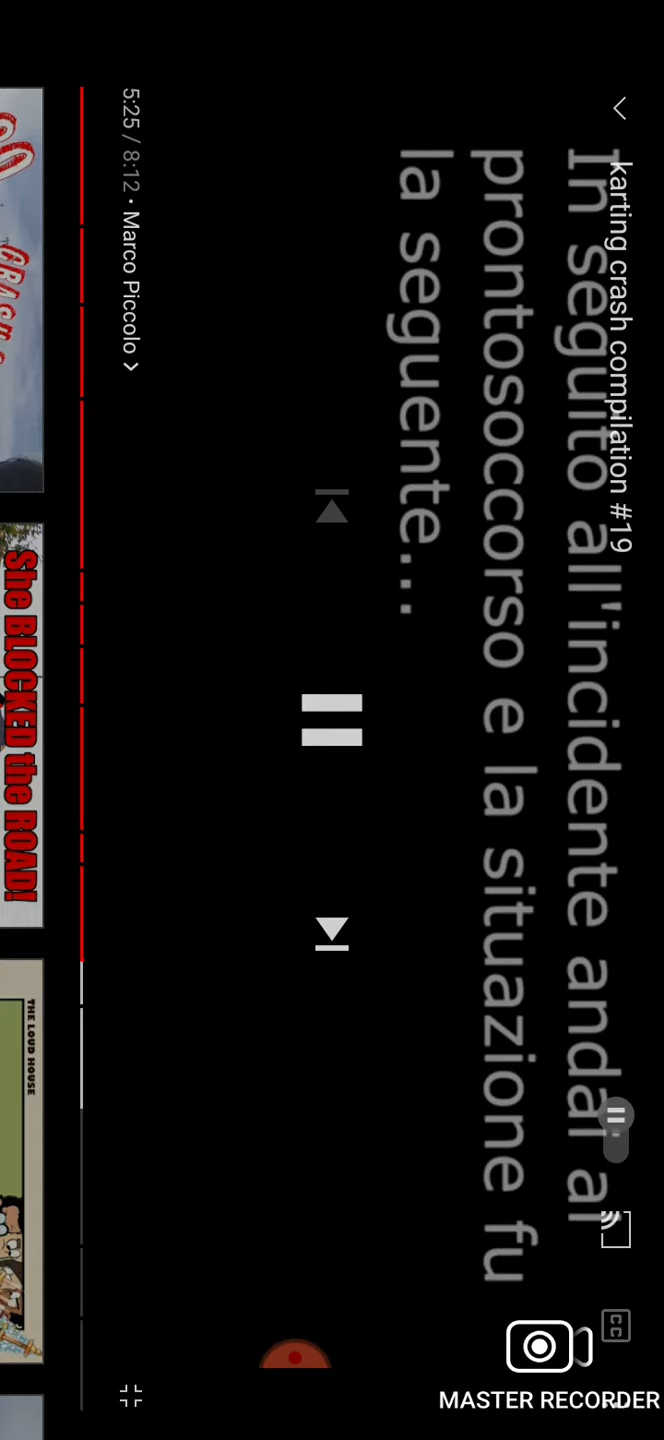 karting crash compilation #19
In seguito all'incidente andai al
prontosoccorso e la situazione fu
la seguente...
5:25 / 8:12 • Marco Piccolo
CC
MASTER RECORDER
She BLOCKED the ROAD!
THE LOUD HOUSE